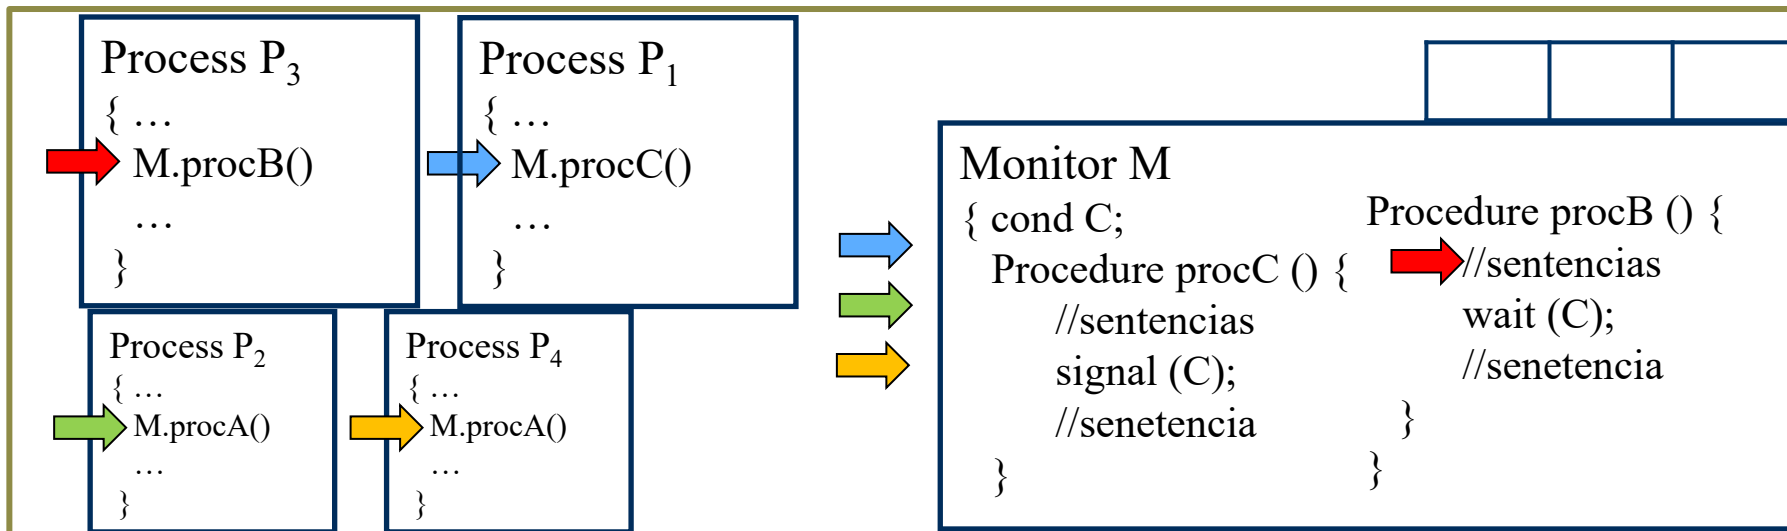 Process P₃
{ …
M.procB()
…
}
Process P₁
{ …
M.procC()
…
}
Process P₂
{ …
M.procA()
…
}
Process P₄
{ …
M.procA()
…
}
Monitor M
{ cond C;
Procedure procC () {
//sentencias
signal (C);
//senetencia
}
Procedure procB () {
//sentencias
wait (C);
//senetencia
}
}